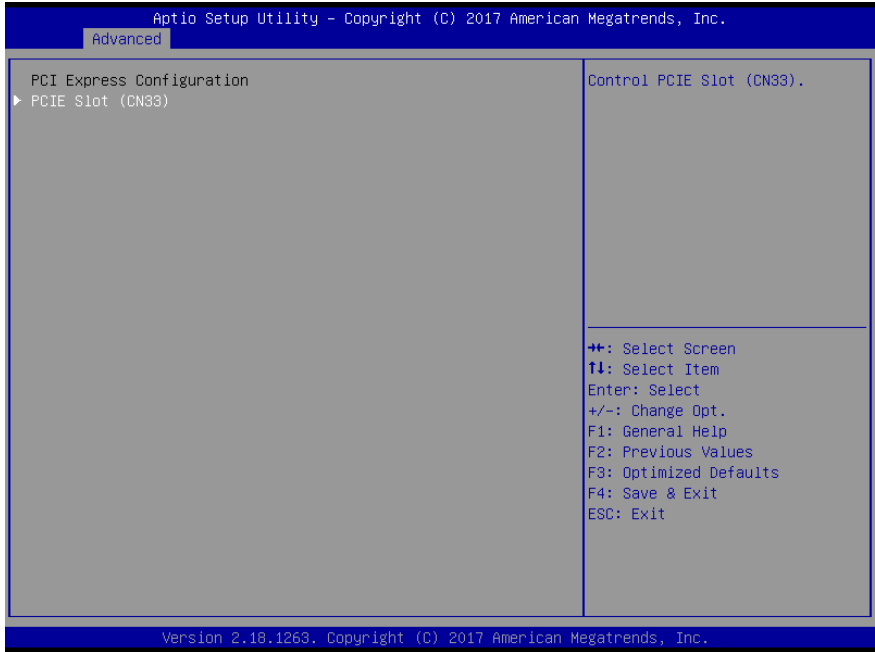 Aptio Setup Utility – Copyright (C) 2017 American Megatrends, Inc.
Advanced
PCI Express Configuration
PCIE Slot (CN33)
Control PCIE Slot (CN33).
→←: Select Screen
↑↓: Select Item
Enter: Select
+/-: Change Opt.
F1: General Help
F2: Previous Values
F3: Optimized Defaults
F4: Save & Exit
ESC: Exit
Version 2.18.1263. Copyright (C) 2017 American Megatrends, Inc.